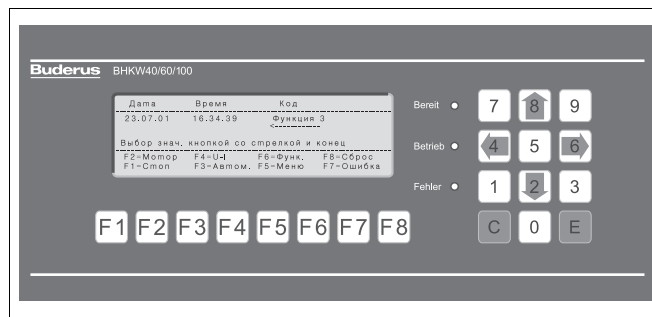 Buderus BHKW40/60/100
Дата Время Код
23.07.01 16.34.39 Функция 3
<-----------
Выбор знач. кнопкой со стрелкой и конец
F2=Мотор F4=U-I F6=Функ. F8=Сброс
F1=Стоп F3=Автом. F5=Меню F7=Ошибка
Bereit
Betrieb
Fehler
7 8 9
4 5 6
1 2 3
C 0 E
F1 F2 F3 F4 F5 F6 F7 F8